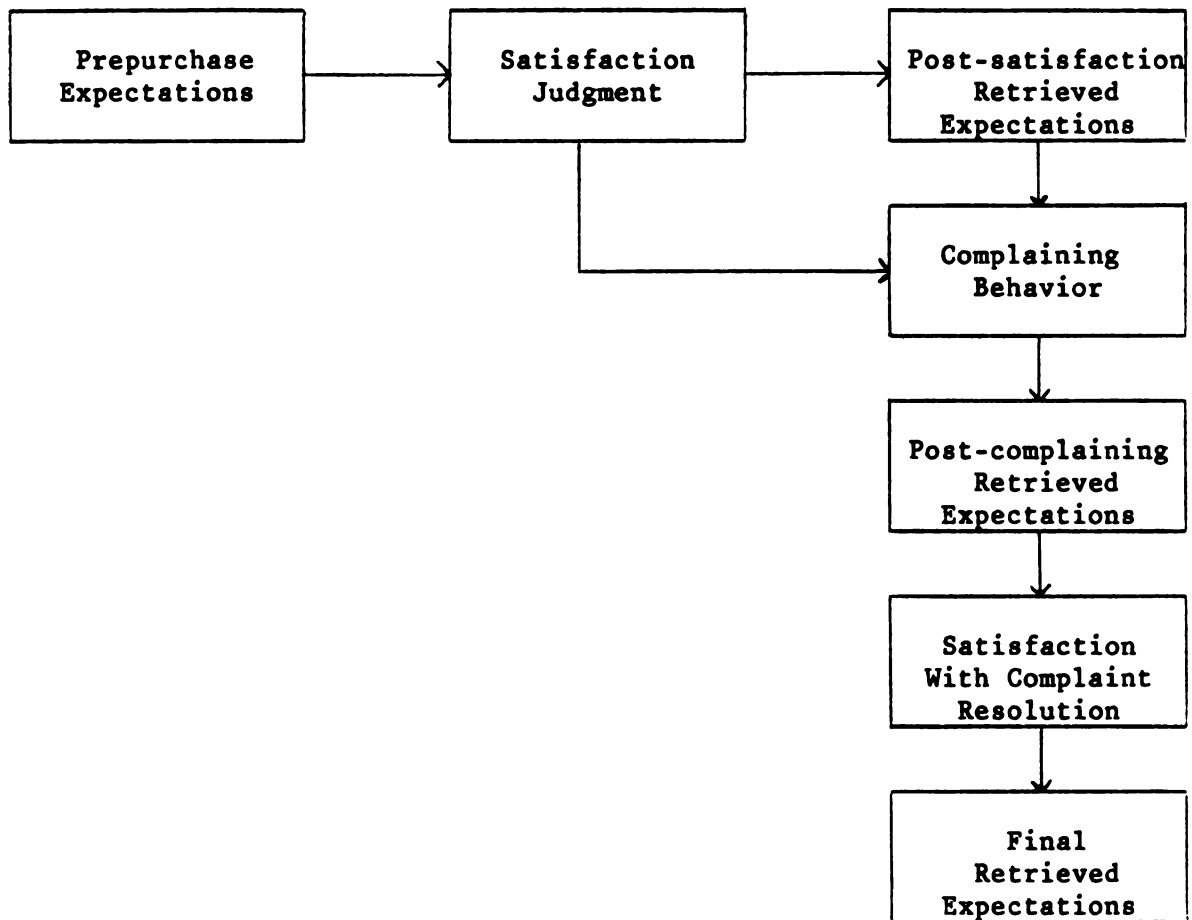 Prepurchase
Expectations
Satisfaction
Judgment
Post-satisfaction
Retrieved
Expectations
Complaining
Behavior
Post-complaining
Retrieved
Expectations
Satisfaction
With Complaint
Resolution
Final
Retrieved
Expectations